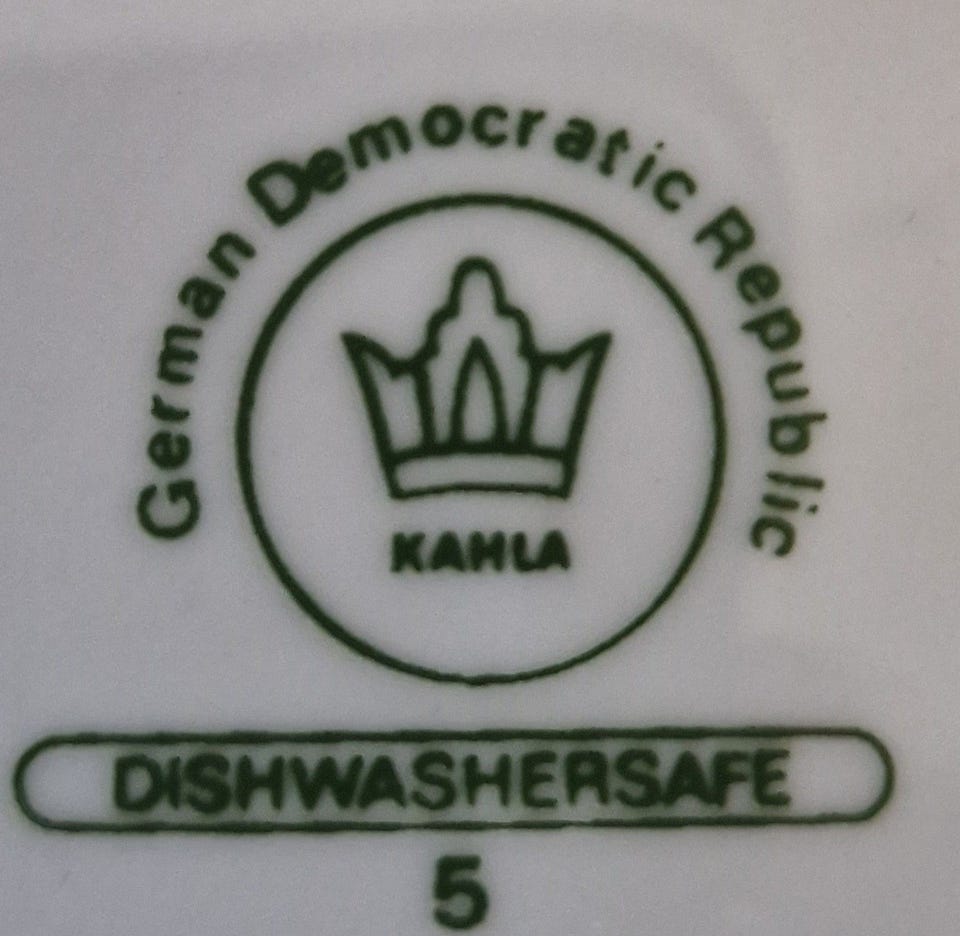 German Democratic Republic
KAHLA
DISHWASHERSAFE
5